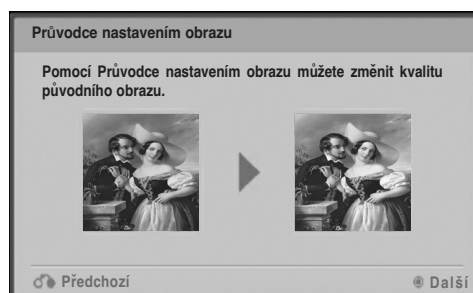 Průvodce nastavením obrazu
Pomocí Průvodce nastavením obrazu můžete změnit kvalitu
původního obrazu.
Předchozí
Další